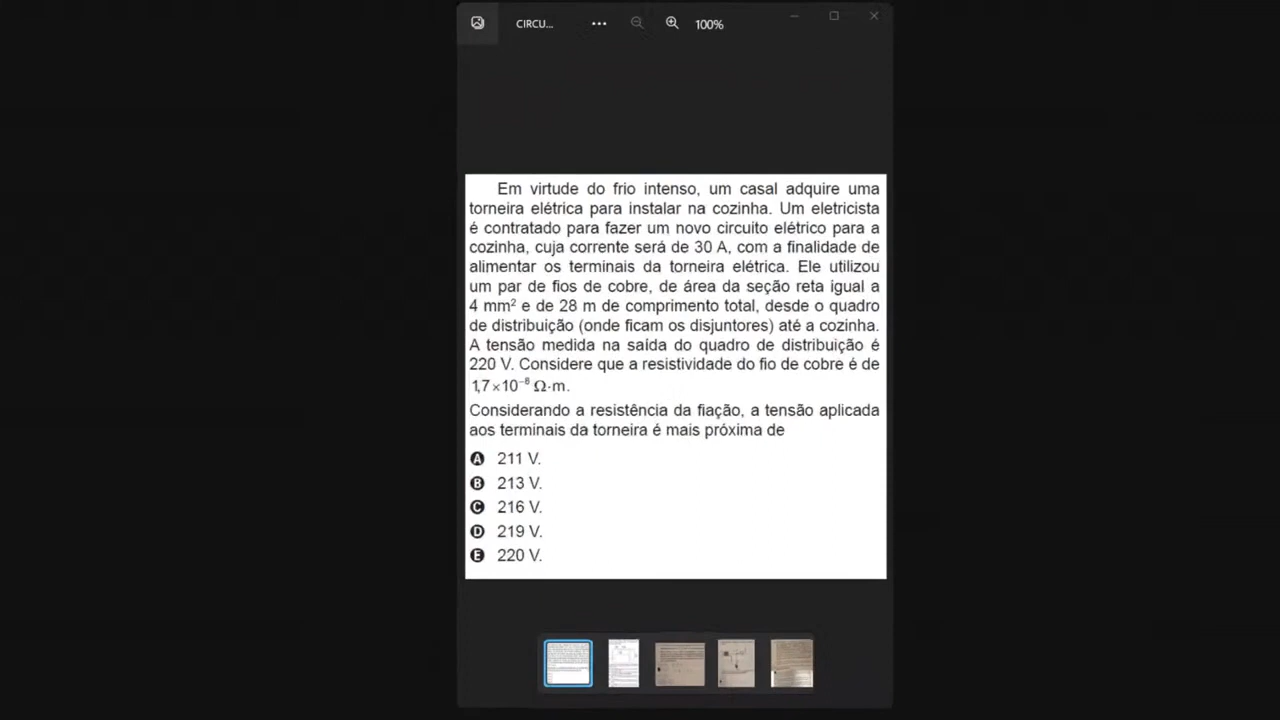 CIRCU... ••• 100%
Em virtude do frio intenso, um casal adquire uma
torneira elétrica para instalar na cozinha. Um eletricista
é contratado para fazer um novo circuito elétrico para a
cozinha, cuja corrente será de 30 A, com a finalidade de
alimentar os terminais da torneira elétrica. Ele utilizou
um par de fios de cobre, de área da seção reta igual a
4 mm² e de 28 m de comprimento total, desde o quadro
de distribuição (onde ficam os disjuntores) até a cozinha.
A tensão medida na saída do quadro de distribuição é
220 V. Considere que a resistividade do fio de cobre é de
1,7×10⁻⁸ Ω·m.
Considerando a resistência da fiação, a tensão aplicada
aos terminais da torneira é mais próxima de
A 211 V.
B 213 V.
C 216 V.
D 219 V.
E 220 V.